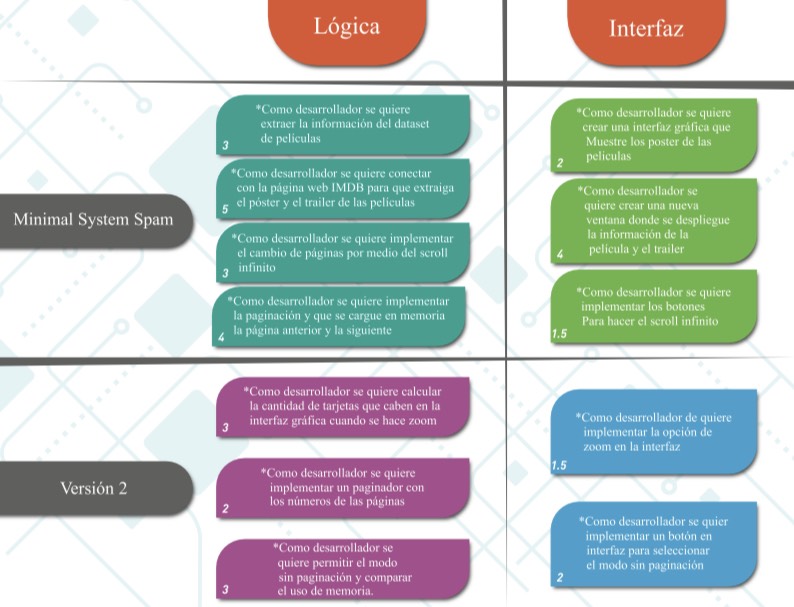 Lógica
Interfaz
Minimal System Spam
*Como desarrollador se quiere
extraer la información del dataset
de películas
3
*Como desarrollador se quiere conectar
con la página web IMDB para que extraiga
el póster y el trailer de las películas
5
*Como desarrollador se quiere implementar
el cambio de páginas por medio del scroll
infinito
3
*Como desarrollador se quiere implementar
la paginación y que se cargue en memoria
la página anterior y la siguiente
4
*Como desarrollador se quiere
crear una interfaz gráfica que
Muestre los poster de las
películas
2
*Como desarrollador se
quiere crear una nueva
ventana donde se despliegue
la información de la
película y el trailer
4
*Como desarrollador se quiere
implementar los botones
Para hacer el scroll infinito
1.5
Versión 2
*Como desarrollador se quiere calcular
la cantidad de tarjetas que caben en la
interfaz gráfica cuando se hace zoom
3
*Como desarrollador se quiere
implementar un paginador con
los números de las páginas
2
*Como desarrollador se
quiere permitir el modo
sin paginación y comparar
el uso de memoria.
3
*Como desarrollador de quiere
implementar la opción de
zoom en la interfaz
1.5
*Como desarrollador se quier
implementar un botón en
interfaz para seleccionar
el modo sin paginación
2